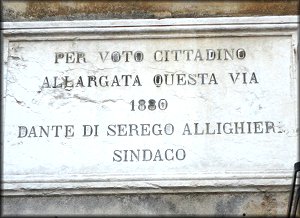 PER VOTO CITTADINO
ALLARGATA QUESTA VIA
1880
DANTE DI SEREGO ALLIGHIERI
SINDACO